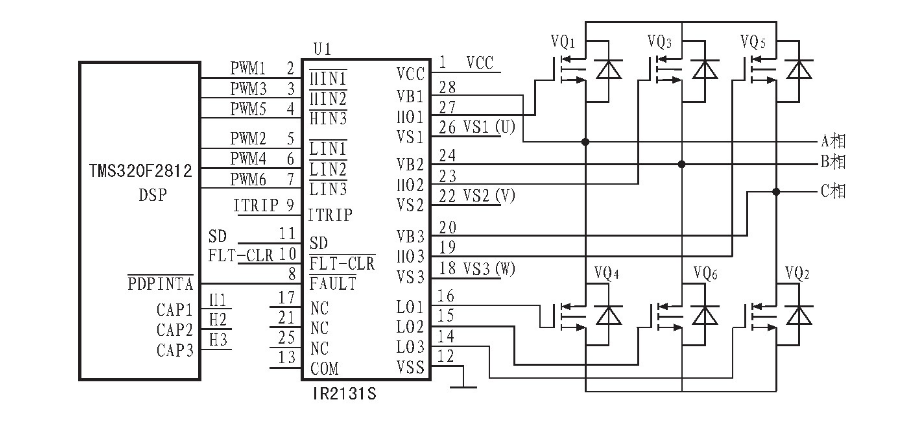 U1
VQ1
VQ3
VQ5
TMS320F2812
DSP
PDPINTA
CAP1
CAP2
CAP3
PWM1 2
PWM3 3
PWM5 4
PWM2 5
PWM4 6
PWM6 7
ITRIP 9
SD 11
FLT-CLR 10
8
H1
H2
H3
17
21
25
13
HIN1
HIN2
HIN3
LIN1
LIN2
LIN3
ITRIP
SD
FLT-CLR
FAULT
NC
NC
NC
COM
VCC
VB1
HO1
VS1
VB2
HO2
VS2
VB3
HO3
VS3
LO1
LO2
LO3
VSS
1 VCC
28
27
26 VS1(U)
24
23
22 VS2(V)
20
19
18 VS3(W)
16
15
14
12
A相
B相
C相
VQ4
VQ6
VQ2
IR2131S